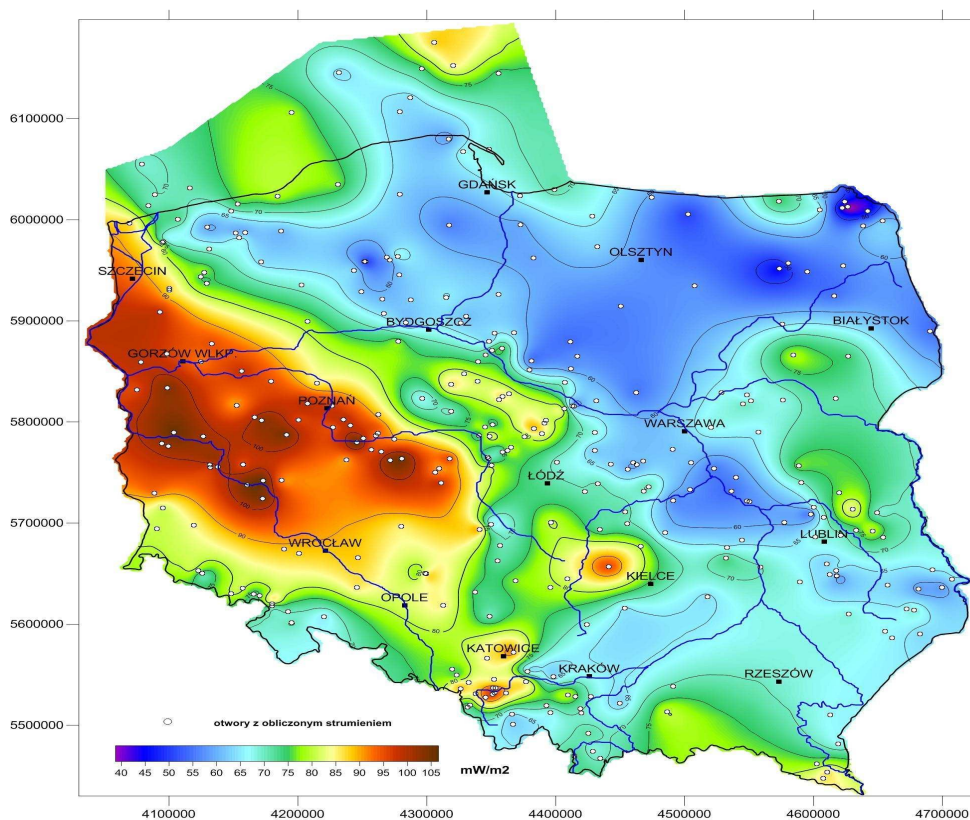 6100000
6000000
5900000
5800000
5700000
5600000
5500000
GDAŃSK
OLSZTYN
SZCZECIN
BYDGOSZCZ
BIAŁYSTOK
GORZÓW WLKP
POZNAŃ
WARSZAWA
ŁÓDŹ
LUBLIN
WROCŁAW
KIELCE
OPOLE
KATOWICE
KRAKÓW
RZESZÓW
otwory z obliczonym strumieniem
40 45 50 55 60 65 70 75 80 85 90 95 100 105
mW/m2
4100000 4200000 4300000 4400000 4500000 4600000 4700000